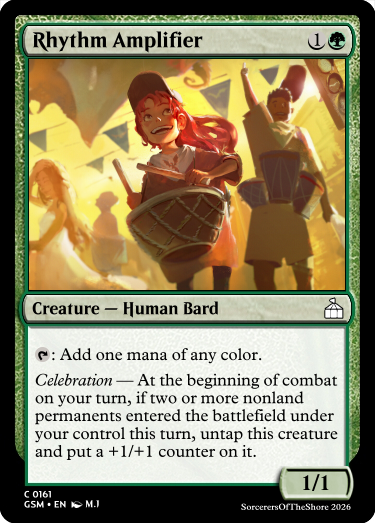 Rhythm Amplifier 1
Creature — Human Bard
: Add one mana of any color.
Celebration — At the beginning of combat
on your turn, if two or more nonland
permanents entered the battlefield under
your control this turn, untap this creature
and put a +1/+1 counter on it.
1/1
C 0161
GSM • EN M.I
SorcerersOfTheShore 2026